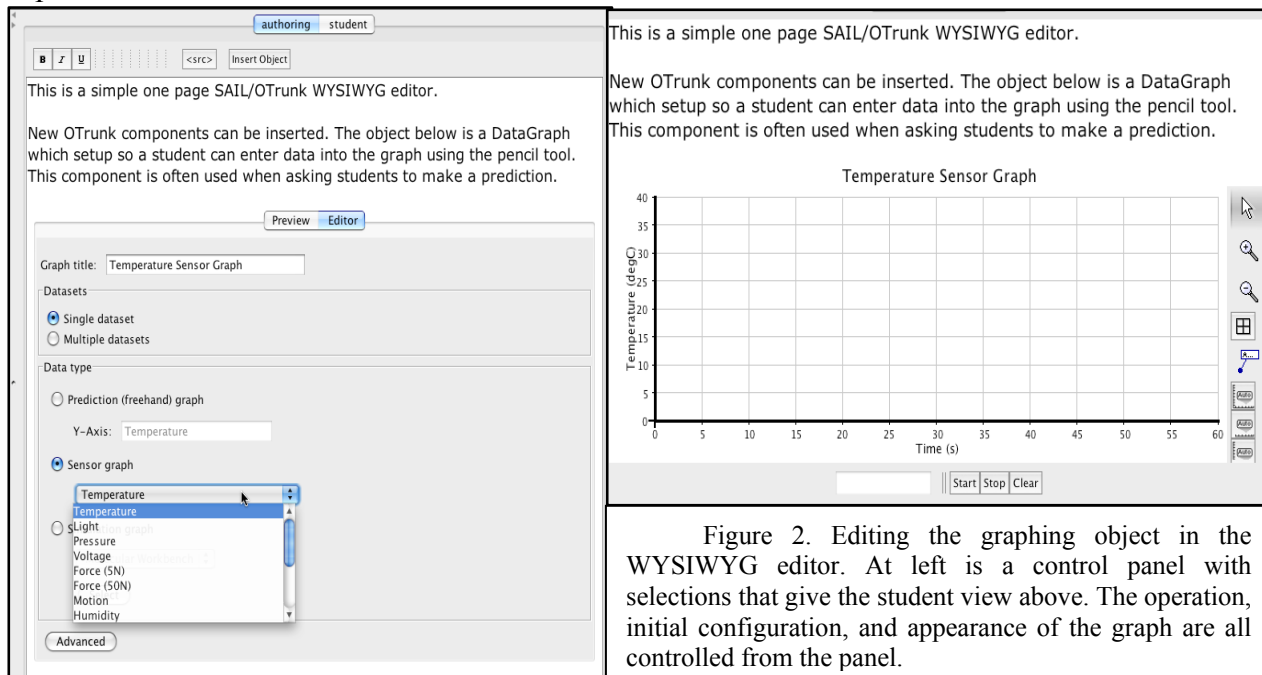 authoring student
B I U <src> Insert Object
This is a simple one page SAIL/OTrunk WYSIWYG editor.
New OTrunk components can be inserted. The object below is a DataGraph
which setup so a student can enter data into the graph using the pencil tool.
This component is often used when asking students to make a prediction.
Preview Editor
Graph title: Temperature Sensor Graph
Datasets
Single dataset
Multiple datasets
Data type
Prediction (freehand) graph
Y-Axis: Temperature
Sensor graph
Temperature
Temperature
Light
Pressure
Voltage
Force (5N)
Force (50N)
Motion
Humidity
Advanced
This is a simple one page SAIL/OTrunk WYSIWYG editor.
New OTrunk components can be inserted. The object below is a DataGraph
which setup so a student can enter data into the graph using the pencil tool.
This component is often used when asking students to make a prediction.
Temperature Sensor Graph
Temperature (degC)
40
35
30
25
20
15
10
5
0
0 5 10 15 20 25 30 35 40 45 50 55 60
Time (s)
A...
Auto
Auto
Auto
Start Stop Clear
Figure 2. Editing the graphing object in the
WYSIWYG editor. At left is a control panel with
selections that give the student view above. The operation,
initial configuration, and appearance of the graph are all
controlled from the panel.